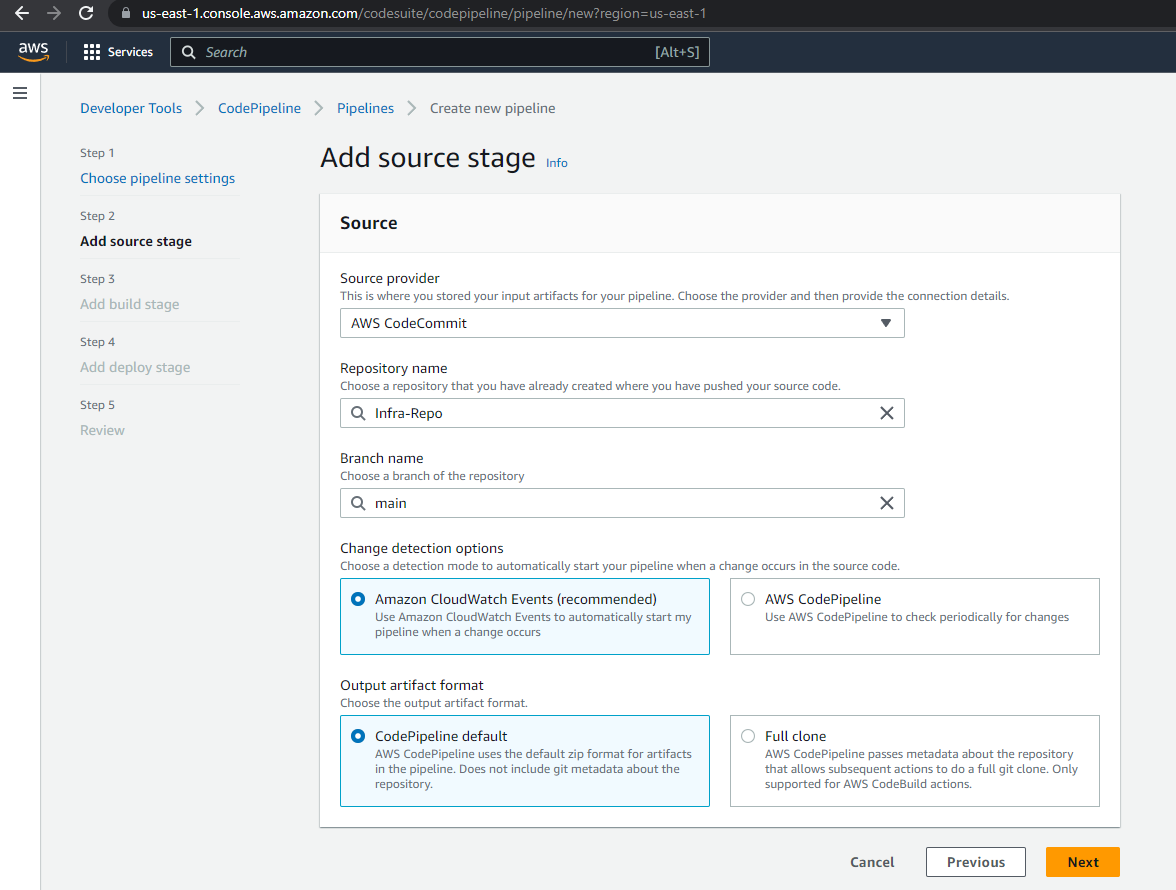 us-east-1.console.aws.amazon.com/codesuite/codepipeline/pipeline/new?region=us-east-1
aws
Services
Search
[Alt+S]
Developer Tools
CodePipeline
Pipelines
Create new pipeline
Step 1
Choose pipeline settings
Step 2
Add source stage
Step 3
Add build stage
Step 4
Add deploy stage
Step 5
Review
Add source stage
Info
Source
Source provider
This is where you stored your input artifacts for your pipeline. Choose the provider and then provide the connection details.
AWS CodeCommit
Repository name
Choose a repository that you have already created where you have pushed your source code.
Infra-Repo
Branch name
Choose a branch of the repository
main
Change detection options
Choose a detection mode to automatically start your pipeline when a change occurs in the source code.
Amazon CloudWatch Events (recommended)
Use Amazon CloudWatch Events to automatically start my
pipeline when a change occurs
AWS CodePipeline
Use AWS CodePipeline to check periodically for changes
Output artifact format
Choose the output artifact format.
CodePipeline default
AWS CodePipeline uses the default zip format for artifacts
in the pipeline. Does not include git metadata about the
repository.
Full clone
AWS CodePipeline passes metadata about the repository
that allows subsequent actions to do a full git clone. Only
supported for AWS CodeBuild actions.
Cancel
Previous
Next